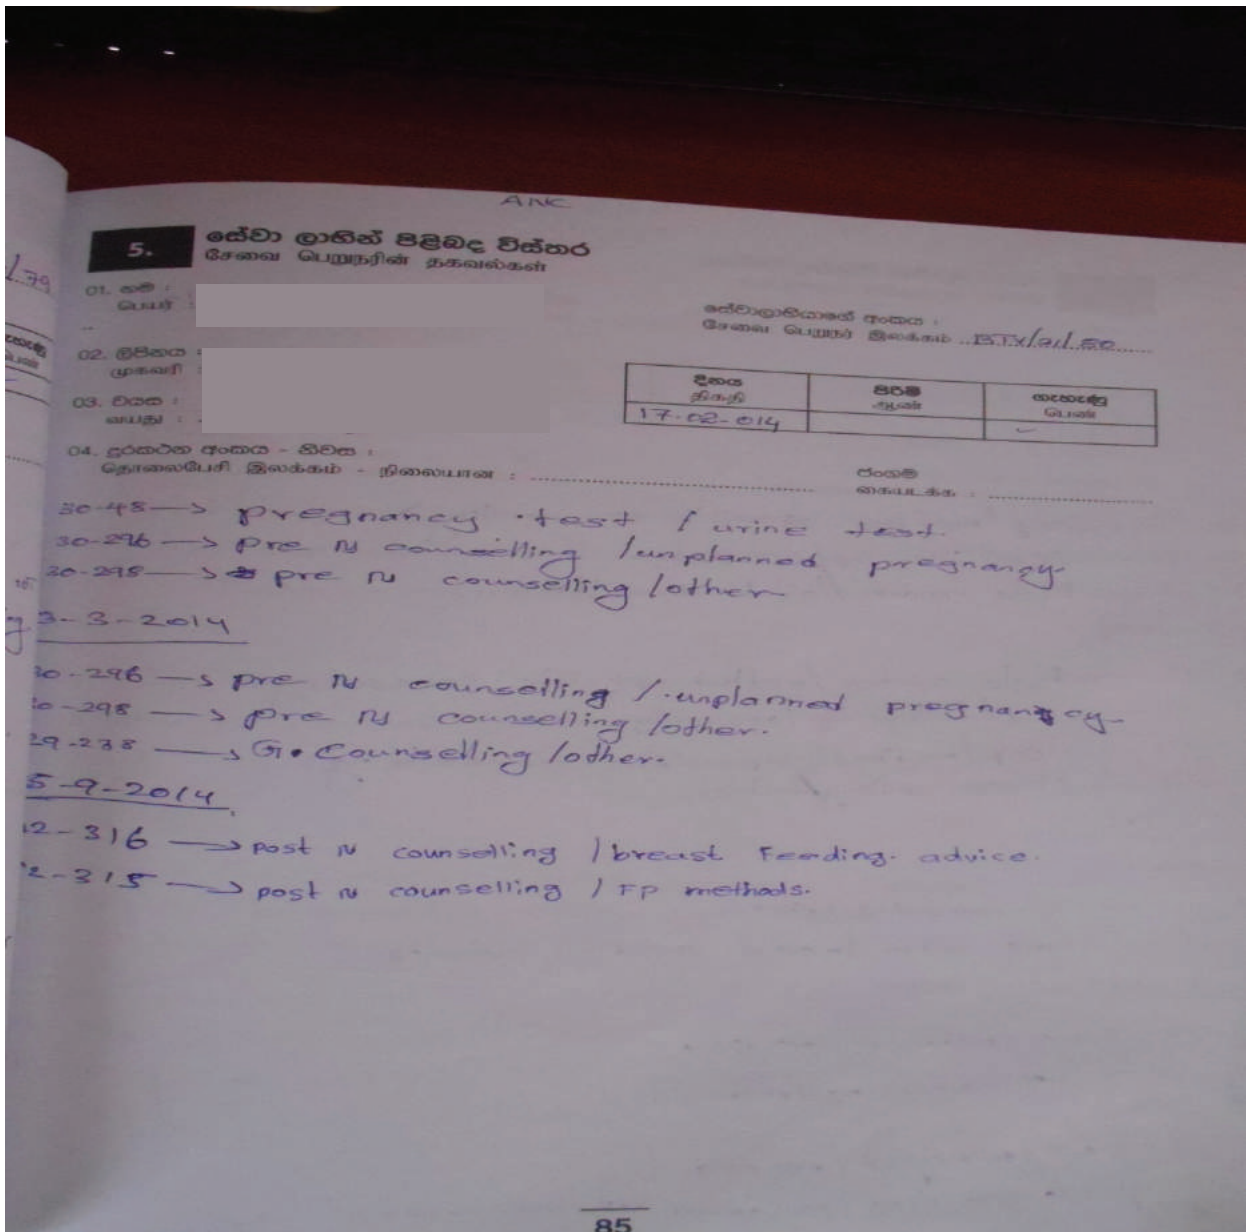 ANC
5. සේවා ලාභීන් පිළිබද විස්තර
சேவை பெறுநரின் தகவல்கள்
79
01. නම :
பெயர் :
සේවාලාභියාගේ අංකය :
சேவை பெறுநர் இலக்கம்
02. ලිපිනය :
முகவரி :
දිනය පිරිමි ගැහැණු
திகதி ஆண் பெண்
17-02-014
03. වයස :
வயது :
04. දුරකථන අංකය - නිවස :
ජංගම
தொலைபேசி இலக்கம் - நிலையான :
கையடக்க :
30-48 → pregnancy test / urine test.
30-296 → pre N counselling / unplanned pregnancy.
30-298 → pre N counselling / other
3-3-2014
30-296 → pre N counselling / unplanned pregnancy
-298 → pre N counselling / other.
29-238 → G. Counselling / other.
5-9-2014
12-316 → post N counselling / breast Feeding. advice.
2-315 → post N counselling / FP methods.
85